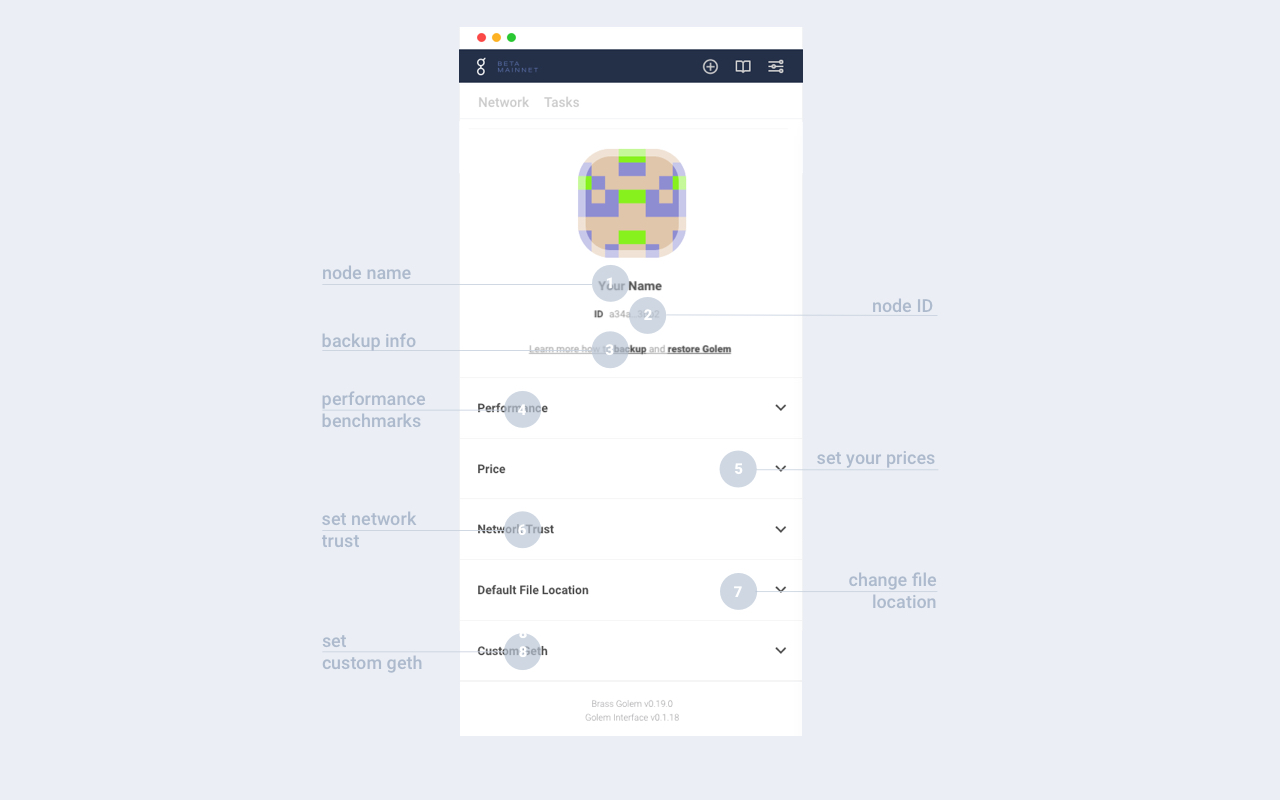 BETA
MAINNET
Network Tasks
node name
1
Your Name
node ID
ID a34a...
2
backup info
Learn more how to backup and restore Golem
3
performance
benchmarks
Performance
4
set your prices
Price
5
set network
trust
Network Trust
6
change file
location
Default File Location
7
set
custom geth
Custom Geth
8
Brass Golem v0.19.0
Golem Interface v0.1.18